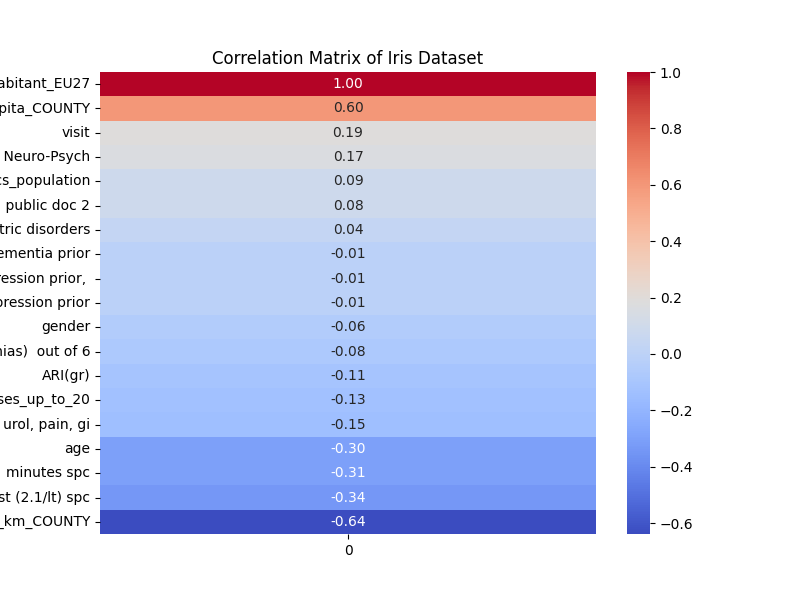 Correlation Matrix of Iris Dataset
abitant_EU27 1.00
pita_COUNTY 0.60
visit 0.19
Neuro-Psych 0.17
cs_population 0.09
public doc 2 0.08
tric disorders 0.04
ementia prior -0.01
ression prior, -0.01
pression prior -0.01
gender -0.06
nias)  out of 6 -0.08
ARI(gr) -0.11
ses_up_to_20 -0.13
urol, pain, gi -0.15
age -0.30
minutes spc -0.31
st (2.1/lt) spc -0.34
_km_COUNTY -0.64
0
1.0
0.8
0.6
0.4
0.2
0.0
−0.2
−0.4
−0.6